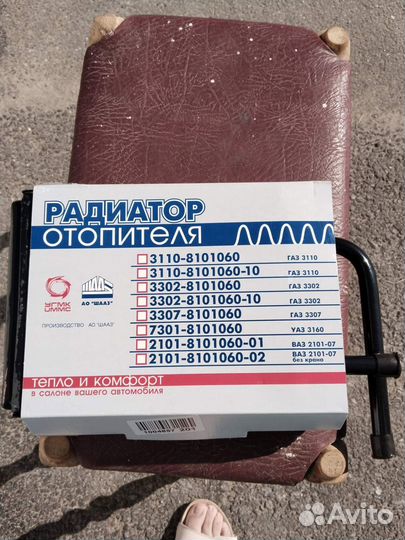 РАДИАТОР
ОТОПИТЕЛЯ
3110-8101060 ГАЗ 3110
3110-8101060-10 ГАЗ 3110
3302-8101060 ГАЗ 3302
3302-8101060-10 ГАЗ 3302
3307-8101060 ГАЗ 3307
7301-8101060 УАЗ 3160
2101-8101060-01 ВАЗ 2101-07
2101-8101060-02 ВАЗ 2101-07
без крана
УГМК
UMMC
ШААЗ
АО "ШААЗ"
ПРОИЗВОДСТВО АО "ШААЗ"
тепло и комфорт
в салоне вашего автомобиля
Avito